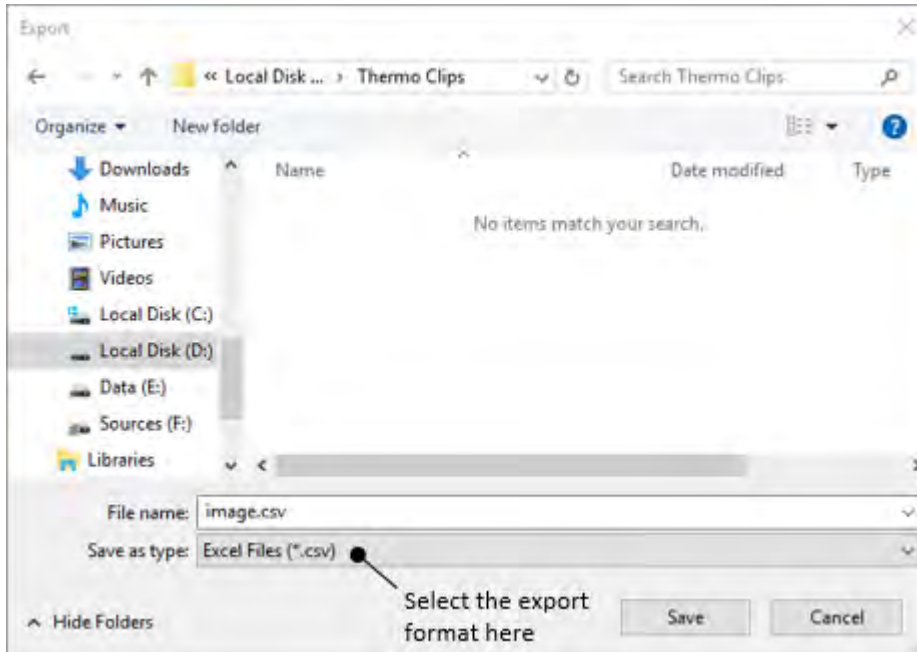 Export
« Local Disk ... › Thermo Clips
Search Thermo Clips
Organize
New folder
?
Name
Date modified
Type
Downloads
Music
Pictures
Videos
Local Disk (C:)
Local Disk (D:)
Data (E:)
Sources (F:)
Libraries
No items match your search.
File name: image.csv
Save as type: Excel Files (*.csv)
Select the export
format here
Hide Folders
Save
Cancel